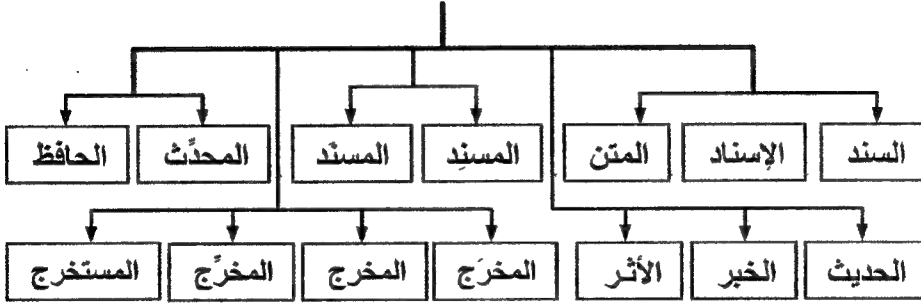 السند الإسناد المتن المسنِد المسنَد المحدِّث الحافظ
الحديث الخبر الأثر المخرَج المخرج المخرِّج المستخرج